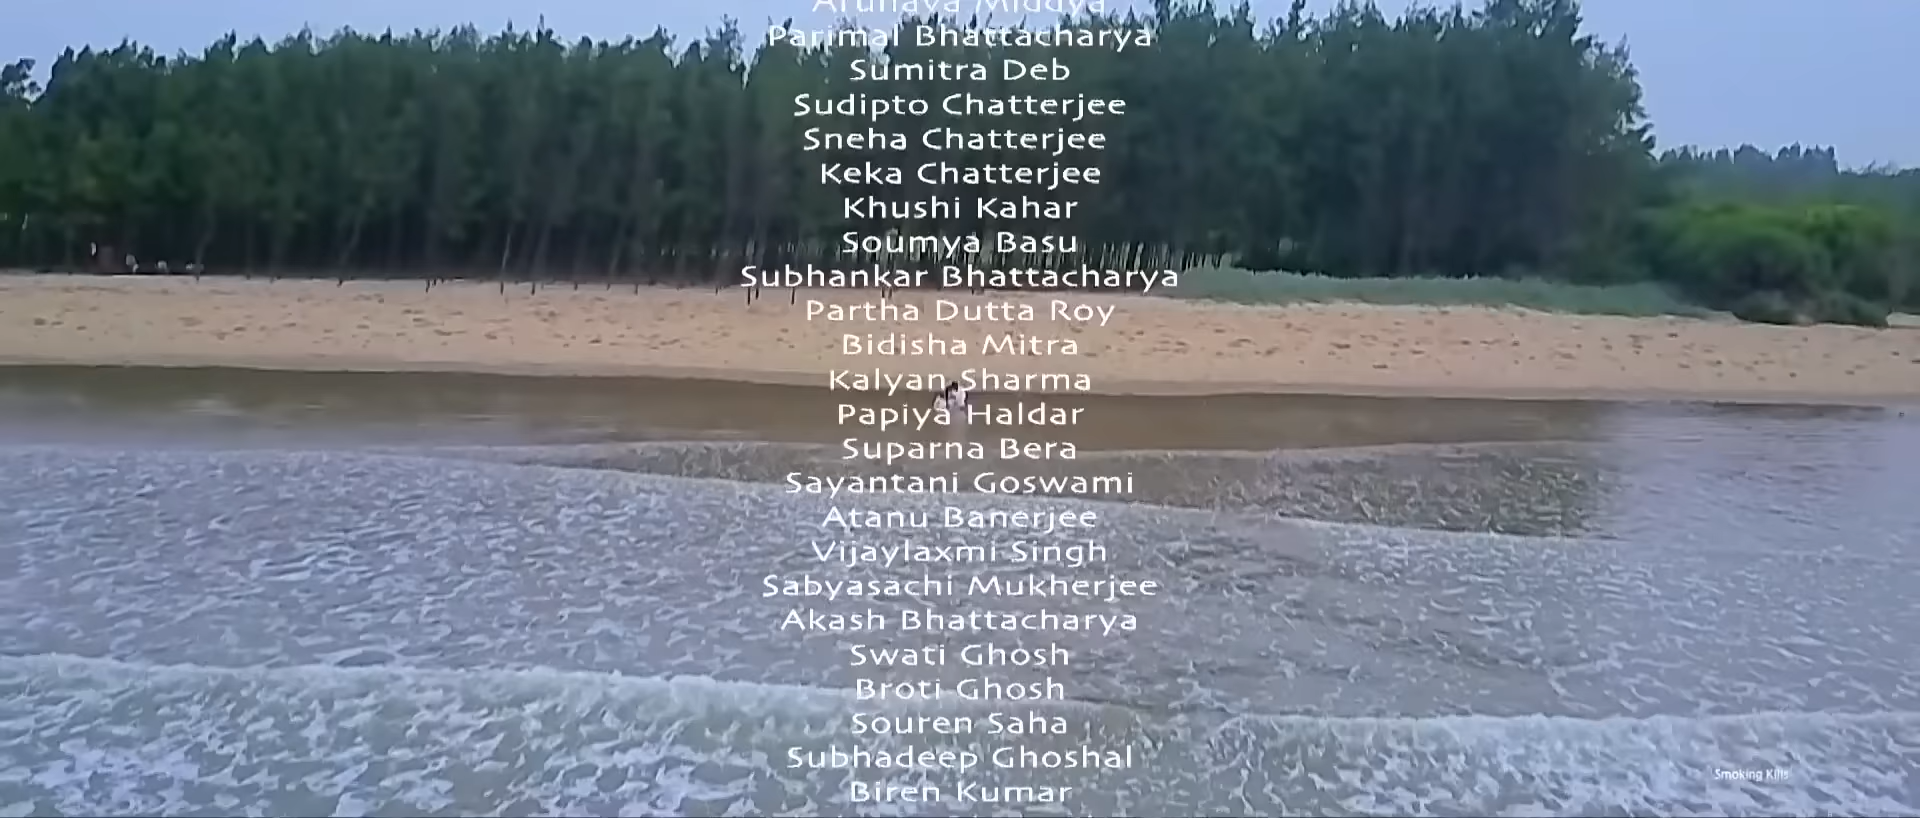 Arunava Middya
Parimal Bhattacharya
Sumitra Deb
Sudipto Chatterjee
Sneha Chatterjee
Keka Chatterjee
Khushi Kahar
Soumya Basu
Subhankar Bhattacharya
Partha Dutta Roy
Bidisha Mitra
Kalyan Sharma
Papiya Haldar
Suparna Bera
Sayantani Goswami
Atanu Banerjee
Vijaylaxmi Singh
Sabyasachi Mukherjee
Akash Bhattacharya
Swati Ghosh
Broti Ghosh
Souren Saha
Subhadeep Ghoshal
Smoking Kills
Biren Kumar